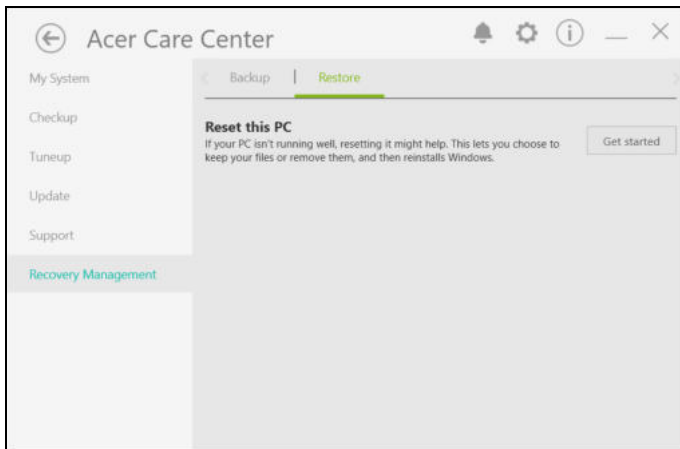 Acer Care Center
My System
Checkup
Tuneup
Update
Support
Recovery Management
Backup | Restore
Reset this PC
If your PC isn't running well, resetting it might help. This lets you choose to
keep your files or remove them, and then reinstalls Windows.
Get started